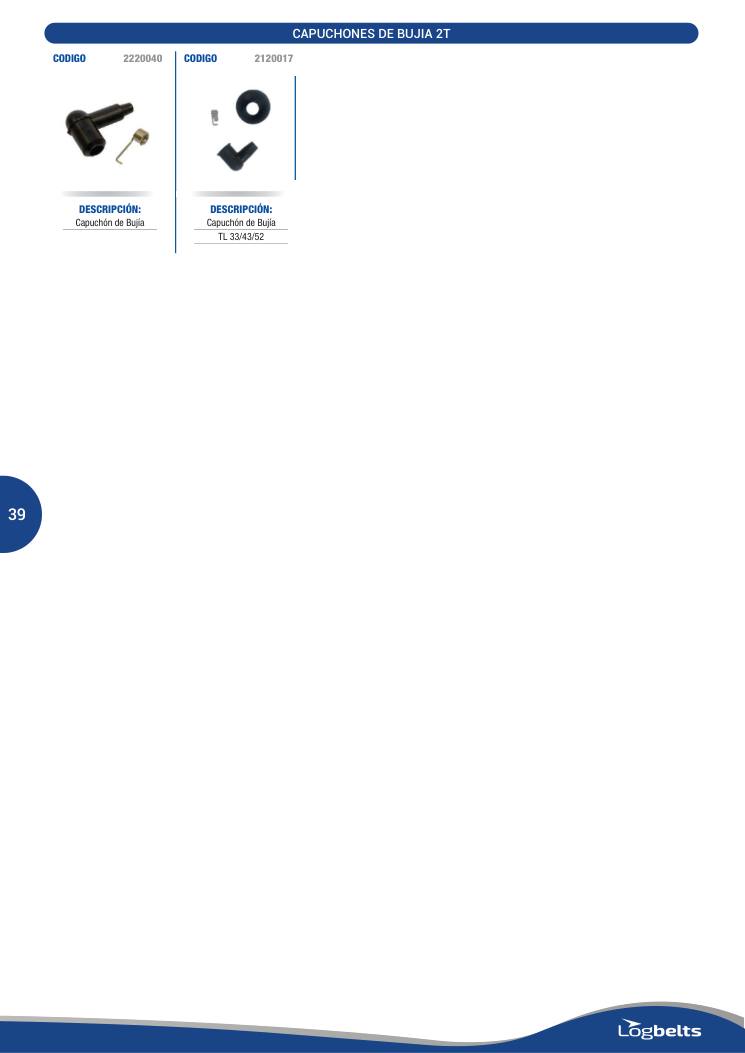 CAPUCHONES DE BUJIA 2T
CODIGO 2220040
DESCRIPCIÓN:
Capuchón de Bujía
CODIGO 2120017
DESCRIPCIÓN:
Capuchón de Bujía
TL 33/43/52
39
Logbelts